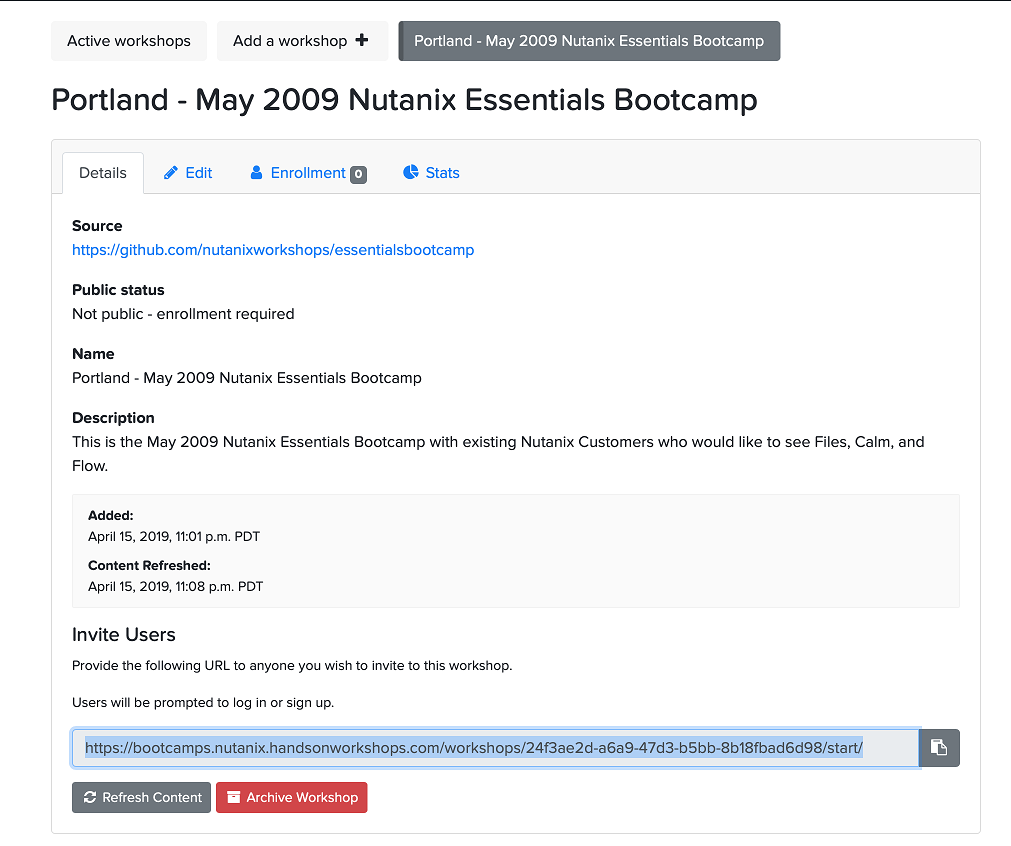 Active workshops
Add a workshop
Portland - May 2009 Nutanix Essentials Bootcamp
Portland - May 2009 Nutanix Essentials Bootcamp
Details
Edit
Enrollment 0
Stats
Source
https://github.com/nutanixworkshops/essentialsbootcamp
Public status
Not public - enrollment required
Name
Portland - May 2009 Nutanix Essentials Bootcamp
Description
This is the May 2009 Nutanix Essentials Bootcamp with existing Nutanix Customers who would like to see Files, Calm, and
Flow.
Added:
April 15, 2019, 11:01 p.m. PDT
Content Refreshed:
April 15, 2019, 11:08 p.m. PDT
Invite Users
Provide the following URL to anyone you wish to invite to this workshop.
Users will be prompted to log in or sign up.
https://bootcamps.nutanix.handsonworkshops.com/workshops/24f3ae2d-a6a9-47d3-b5bb-8b18fbad6d98/start/
Refresh Content
Archive Workshop